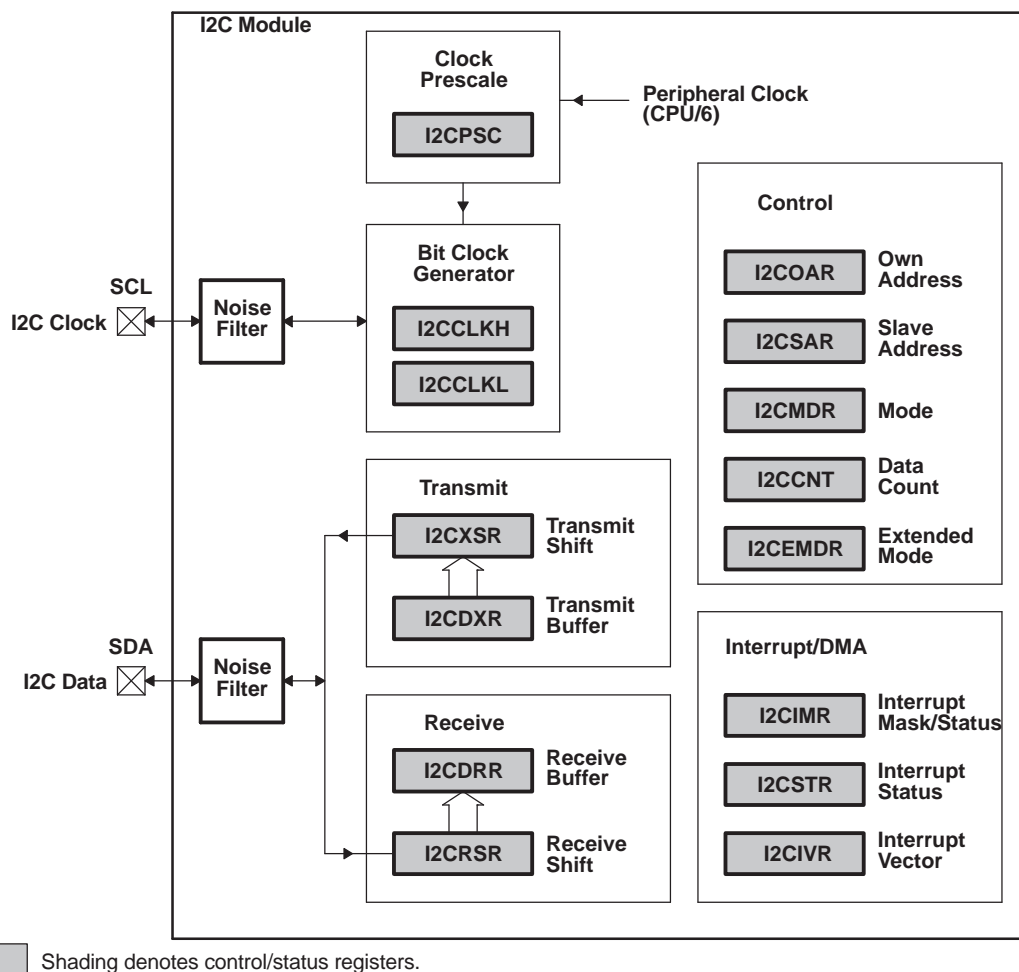 I2C Module
Clock
Prescale
I2CPSC
Peripheral Clock
(CPU/6)
Bit Clock
Generator
I2CCLKH
I2CCLKL
SCL
I2C Clock
Noise
Filter
Control
I2COAR
Own
Address
I2CSAR
Slave
Address
I2CMDR
Mode
I2CCNT
Data
Count
I2CEMDR
Extended
Mode
Transmit
I2CXSR
Transmit
Shift
I2CDXR
Transmit
Buffer
SDA
I2C Data
Noise
Filter
Receive
I2CDRR
Receive
Buffer
I2CRSR
Receive
Shift
Interrupt/DMA
I2CIMR
Interrupt
Mask/Status
I2CSTR
Interrupt
Status
I2CIVR
Interrupt
Vector
Shading denotes control/status registers.